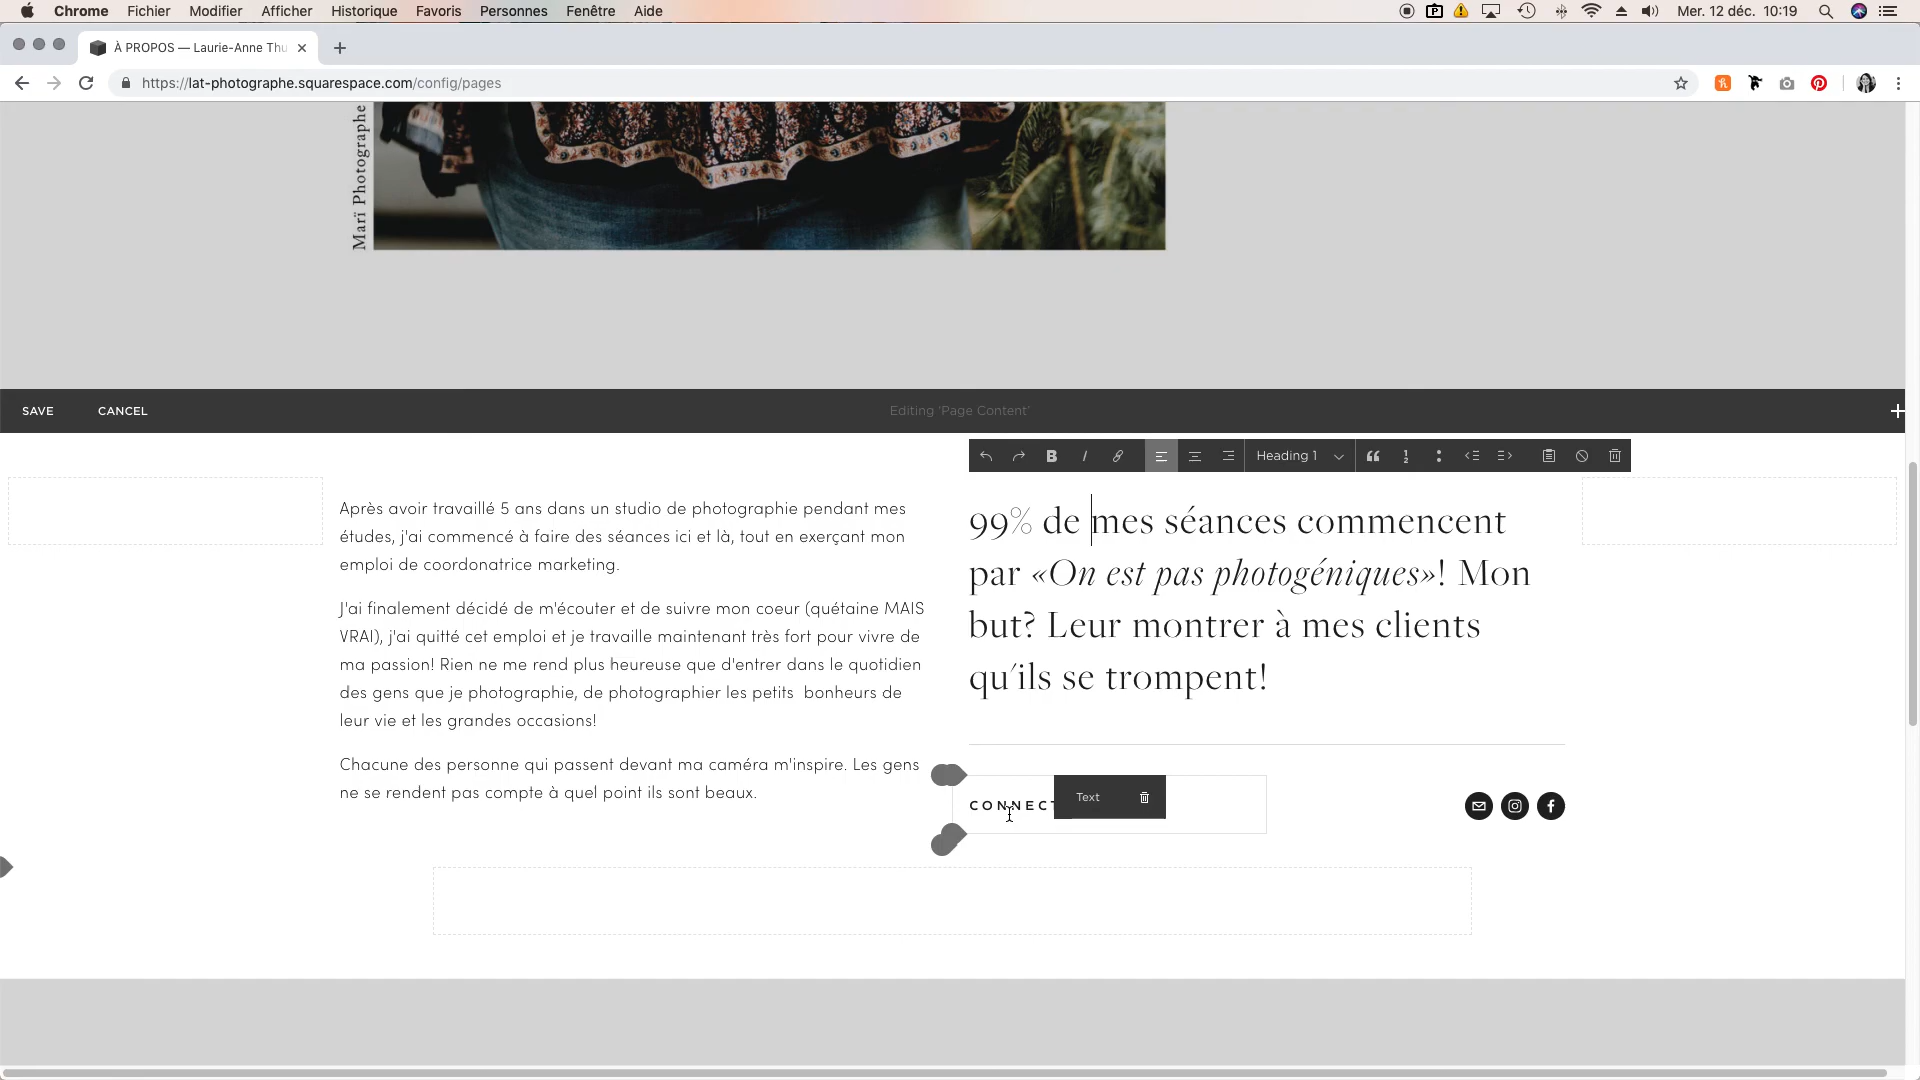 Chrome Fichier Modifier Afficher Historique Favoris Personnes Fenêtre Aide Mer. 12 déc. 10:19
À PROPOS — Laurie-Anne Thu
https://lat-photographe.squarespace.com/config/pages
Marï Photographe
SAVE CANCEL Editing 'Page Content'
Heading 1
Après avoir travaillé 5 ans dans un studio de photographie pendant mes
études, j'ai commencé à faire des séances ici et là, tout en exerçant mon
emploi de coordonatrice marketing.
J'ai finalement décidé de m'écouter et de suivre mon coeur (quétaine MAIS
VRAI), j'ai quitté cet emploi et je travaille maintenant très fort pour vivre de
ma passion! Rien ne me rend plus heureuse que d'entrer dans le quotidien
des gens que je photographie, de photographier les petits  bonheurs de
leur vie et les grandes occasions!
Chacune des personne qui passent devant ma caméra m'inspire. Les gens
ne se rendent pas compte à quel point ils sont beaux.
99% de mes séances commencent
par «On est pas photogéniques»! Mon
but? Leur montrer à mes clients
qu'ils se trompent!
CONNECT
Text